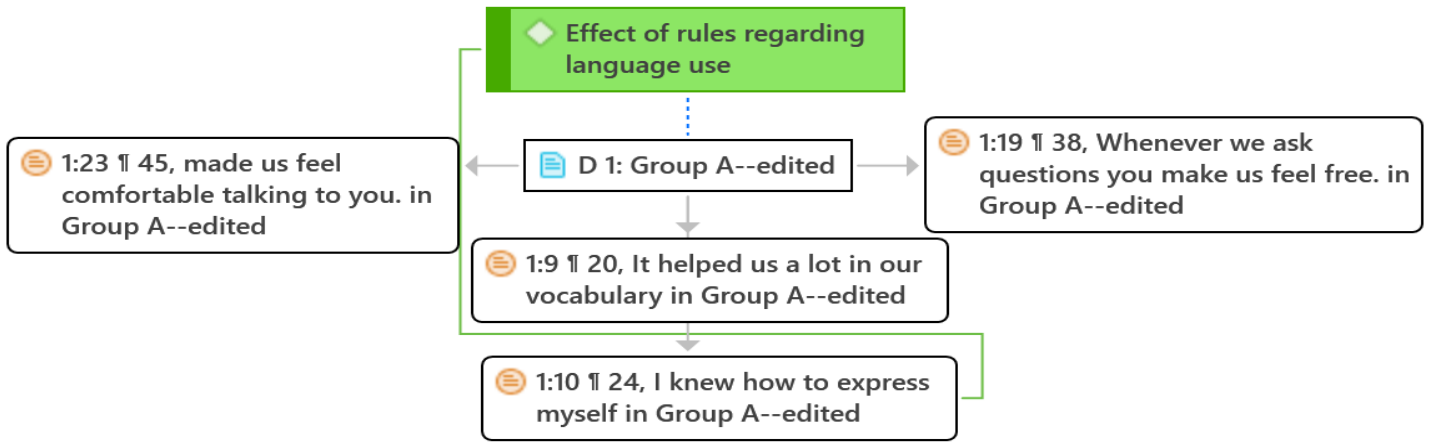 Effect of rules regarding
language use
D 1: Group A--edited
1:23 ¶ 45, made us feel
comfortable talking to you. in
Group A--edited
1:19 ¶ 38, Whenever we ask
questions you make us feel free. in
Group A--edited
1:9 ¶ 20, It helped us a lot in our
vocabulary in Group A--edited
1:10 ¶ 24, I knew how to express
myself in Group A--edited